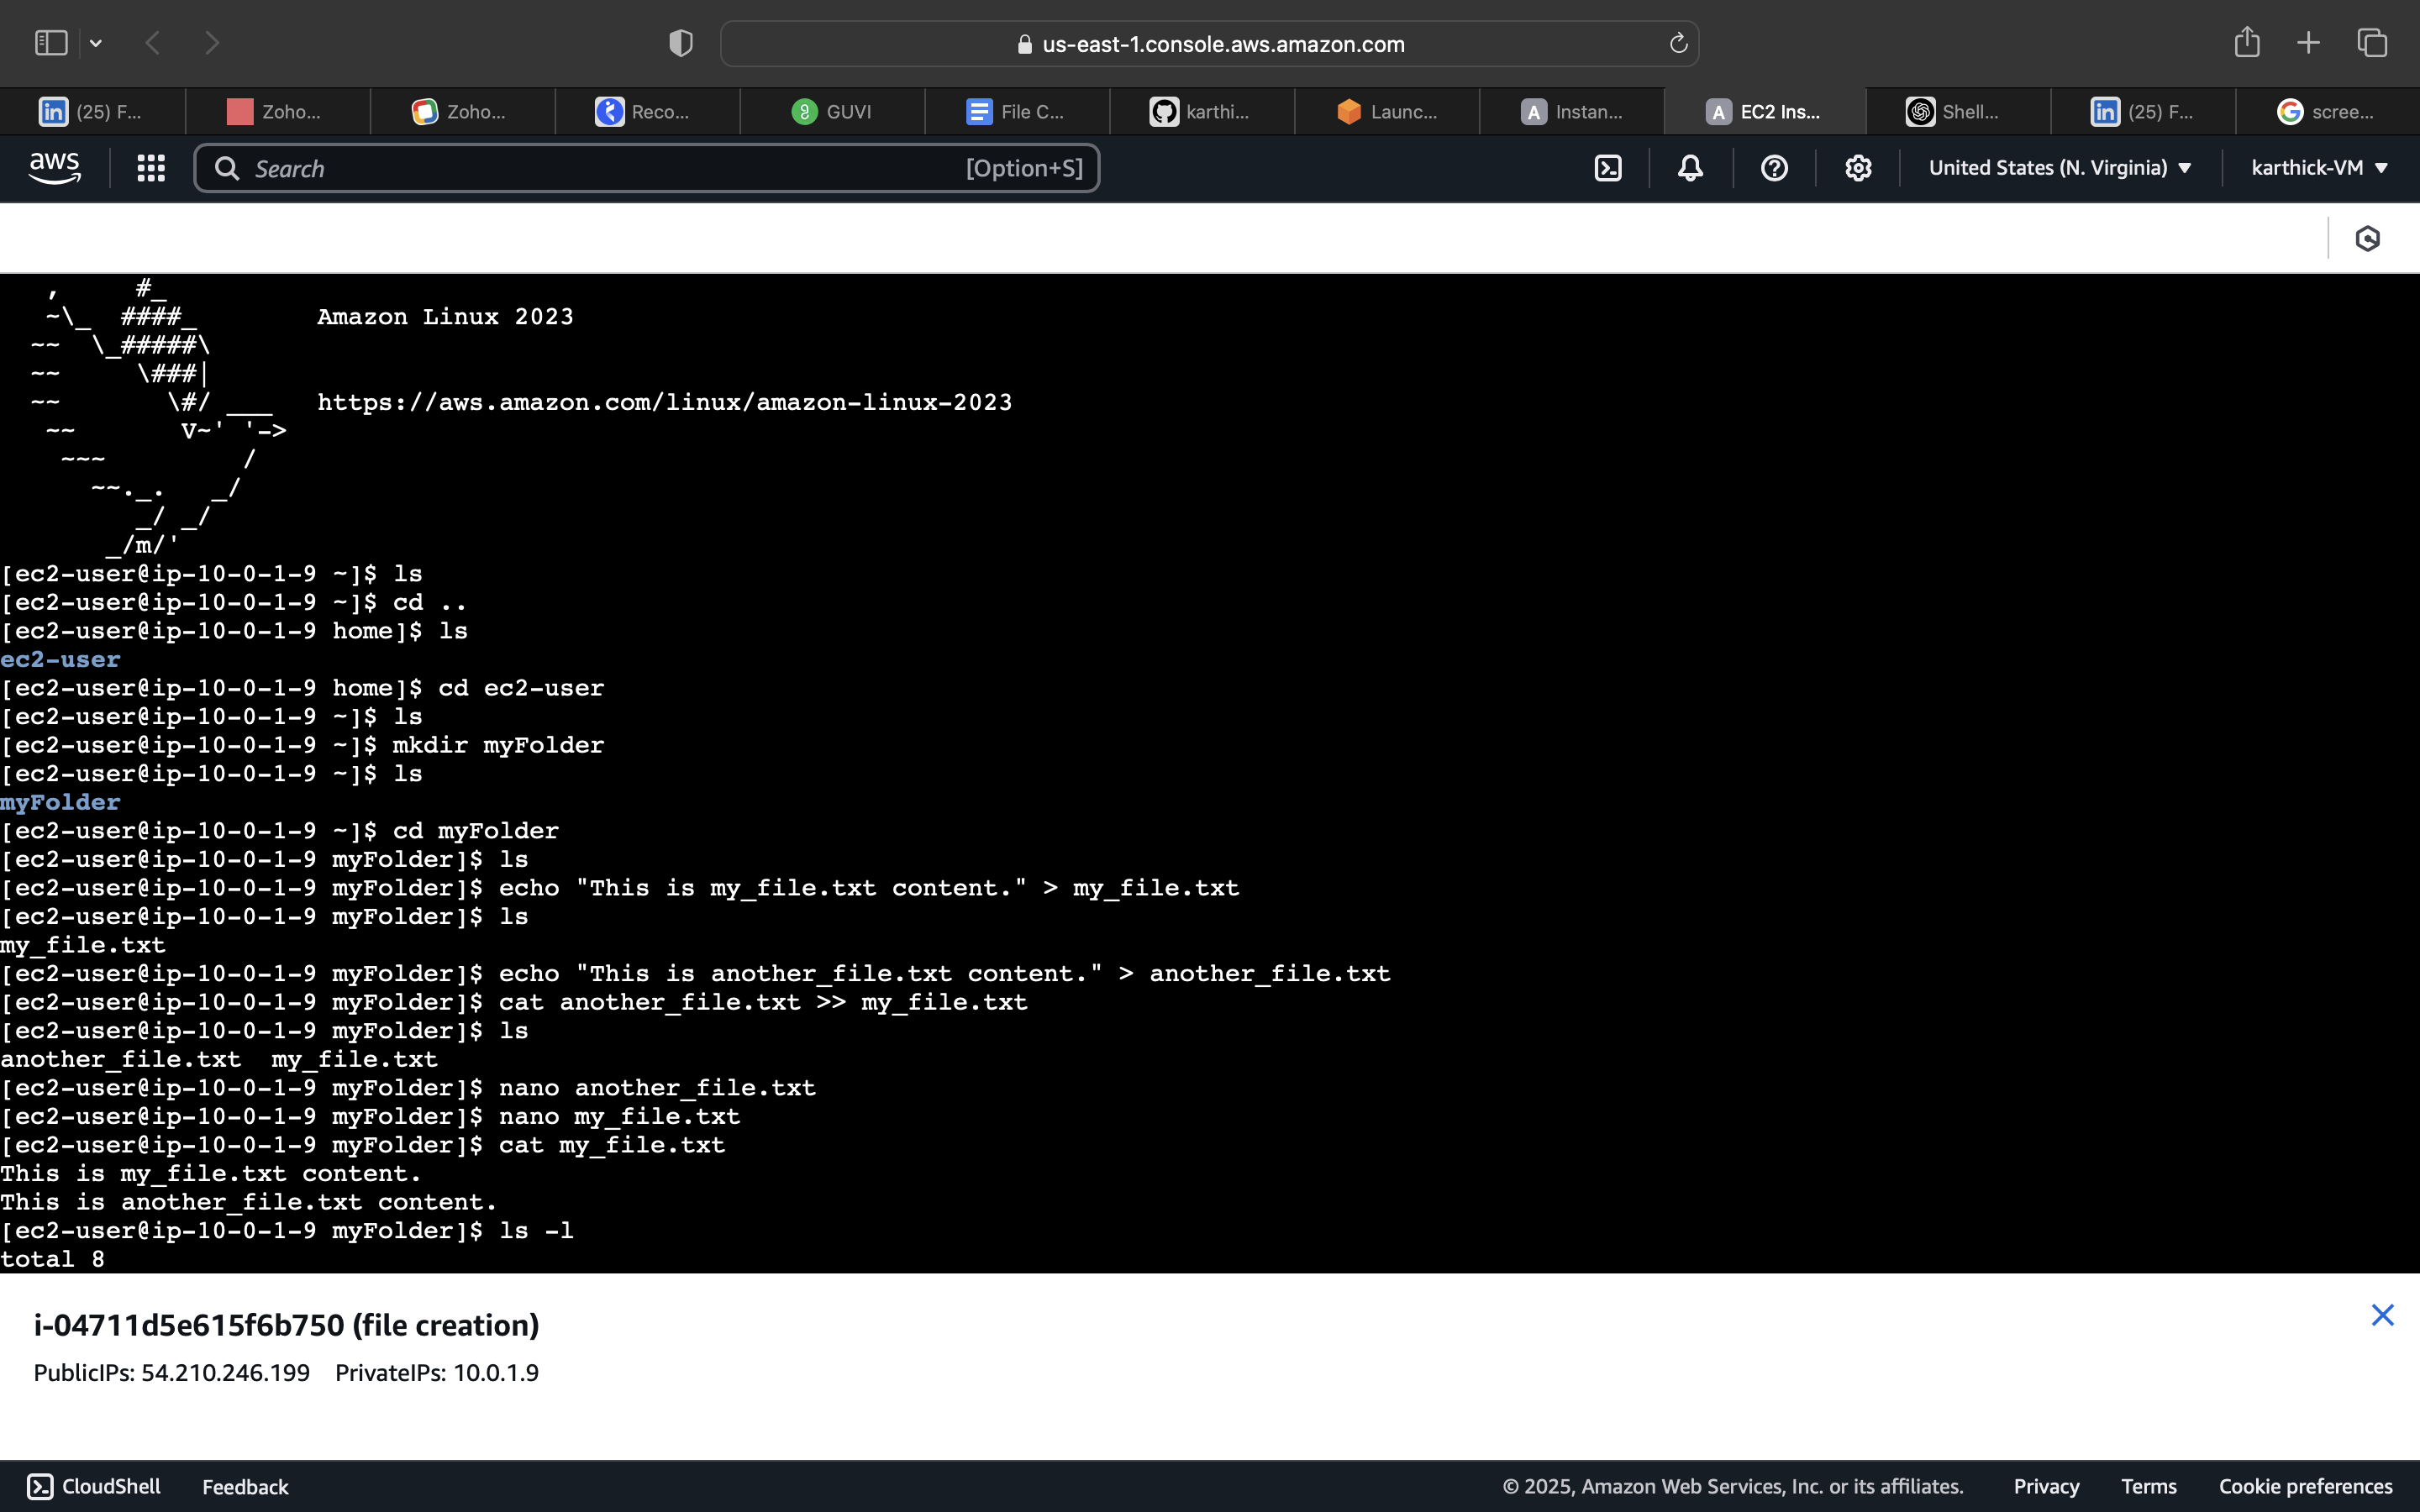 us-east-1.console.aws.amazon.com
(25) F... Zoho... Zoho... Reco... GUVI File C... karthi... Launc... Instan... EC2 Ins... Shell... (25) F... scree...
aws Search [Option+S] United States (N. Virginia) karthick-VM
   ,     #_
   ~\_  ####_        Amazon Linux 2023
  ~~  \_#####\
  ~~     \###|
  ~~       \#/ ___   https://aws.amazon.com/linux/amazon-linux-2023
   ~~       V~' '->
    ~~~         /
      ~~._.   _/
         _/ _/
       _/m/'
[ec2-user@ip-10-0-1-9 ~]$ ls
[ec2-user@ip-10-0-1-9 ~]$ cd ..
[ec2-user@ip-10-0-1-9 home]$ ls
ec2-user
[ec2-user@ip-10-0-1-9 home]$ cd ec2-user
[ec2-user@ip-10-0-1-9 ~]$ ls
[ec2-user@ip-10-0-1-9 ~]$ mkdir myFolder
[ec2-user@ip-10-0-1-9 ~]$ ls
myFolder
[ec2-user@ip-10-0-1-9 ~]$ cd myFolder
[ec2-user@ip-10-0-1-9 myFolder]$ ls
[ec2-user@ip-10-0-1-9 myFolder]$ echo "This is my_file.txt content." > my_file.txt
[ec2-user@ip-10-0-1-9 myFolder]$ ls
my_file.txt
[ec2-user@ip-10-0-1-9 myFolder]$ echo "This is another_file.txt content." > another_file.txt
[ec2-user@ip-10-0-1-9 myFolder]$ cat another_file.txt >> my_file.txt
[ec2-user@ip-10-0-1-9 myFolder]$ ls
another_file.txt  my_file.txt
[ec2-user@ip-10-0-1-9 myFolder]$ nano another_file.txt
[ec2-user@ip-10-0-1-9 myFolder]$ nano my_file.txt
[ec2-user@ip-10-0-1-9 myFolder]$ cat my_file.txt
This is my_file.txt content.
This is another_file.txt content.
[ec2-user@ip-10-0-1-9 myFolder]$ ls -l
total 8
i-04711d5e615f6b750 (file creation)
PublicIPs: 54.210.246.199 PrivateIPs: 10.0.1.9
CloudShell Feedback © 2025, Amazon Web Services, Inc. or its affiliates. Privacy Terms Cookie preferences